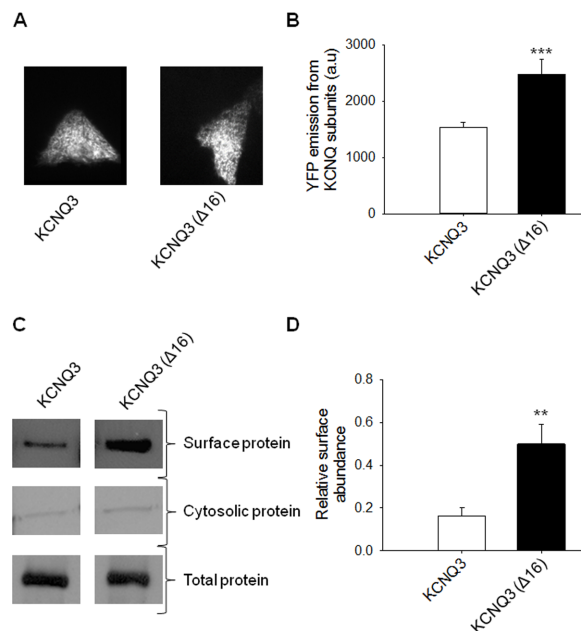 A
KCNQ3
KCNQ3 (Δ16)
B
YFP emission from
KCNQ subunits (a.u)
3000
2000
1000
0
***
KCNQ3
KCNQ3 (Δ16)
C
KCNQ3
KCNQ3 (Δ16)
Surface protein
Cytosolic protein
Total protein
D
Relative surface
abundance
0.8
0.6
0.4
0.2
0.0
**
KCNQ3
KCNQ3 (Δ16)